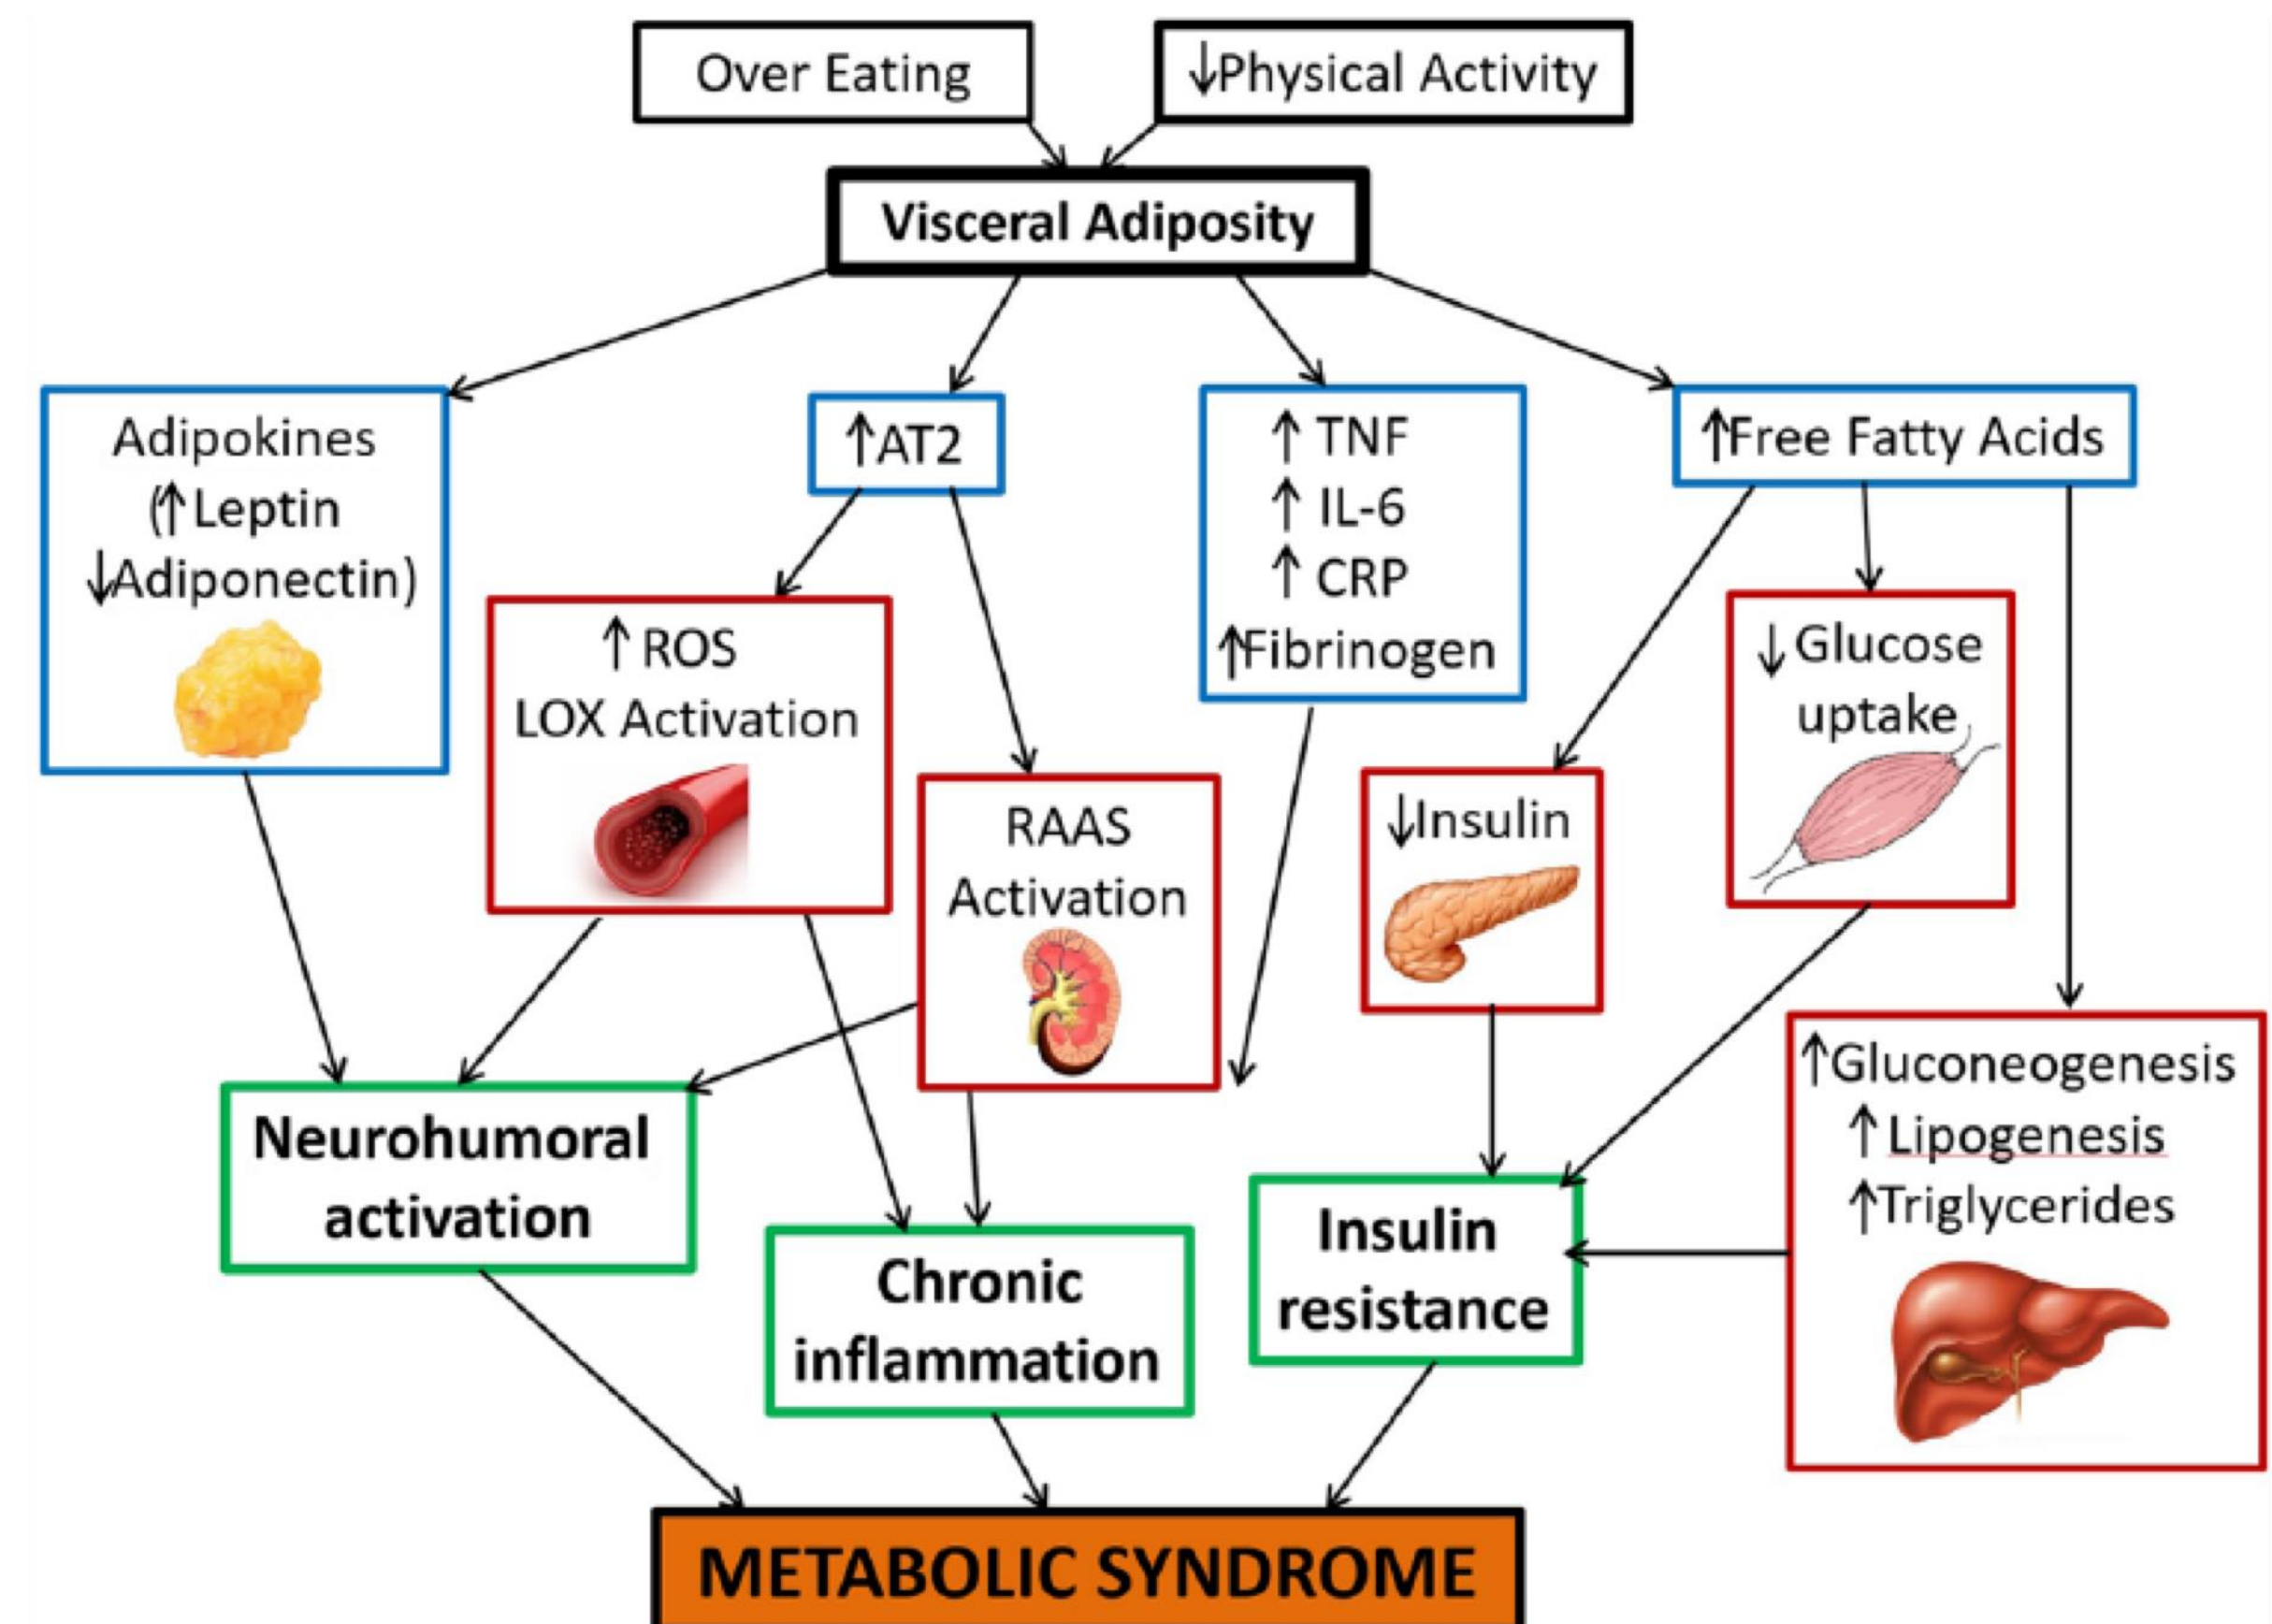 Over Eating
↓Physical Activity
Visceral Adiposity
Adipokines
(↑Leptin
↓Adiponectin)
↑AT2
↑ TNF
↑ IL-6
↑ CRP
↑Fibrinogen
↑Free Fatty Acids
↑ ROS
LOX Activation
RAAS
Activation
↓Insulin
↓Glucose
uptake
↑Gluconeogenesis
↑Lipogenesis
↑Triglycerides
Neurohumoral
activation
Chronic
inflammation
Insulin
resistance
METABOLIC SYNDROME